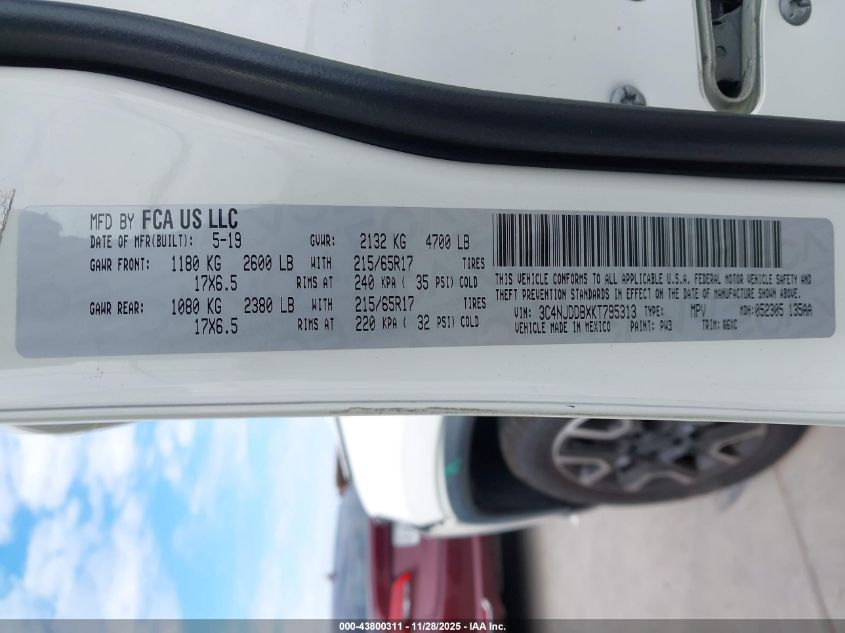 MFD BY FCA US LLC
DATE OF MFR(BUILT): 5-19 GVWR: 2132 KG 4700 LB
GAWR FRONT: 1180 KG 2600 LB WITH 215/65R17 TIRES
17X6.5 RIMS AT 240 KPA ( 35 PSI) COLD
GAWR REAR: 1080 KG 2380 LB WITH 215/65R17 TIRES
17X6.5 RIMS AT 220 KPA ( 32 PSI) COLD
THIS VEHICLE CONFORMS TO ALL APPLICABLE U.S.A. FEDERAL MOTOR VEHICLE SAFETY AND
THEFT PREVENTION STANDARDS IN EFFECT ON THE DATE OF MANUFACTURE SHOWN ABOVE.
VIN: 3C4NJDDBXKT795313 TYPE: MPV MDH:052305 135AA
VEHICLE MADE IN MEXICO PAINT: PW3 TRIM: B6XC
000-43800311 - 11/28/2025 - IAA Inc.